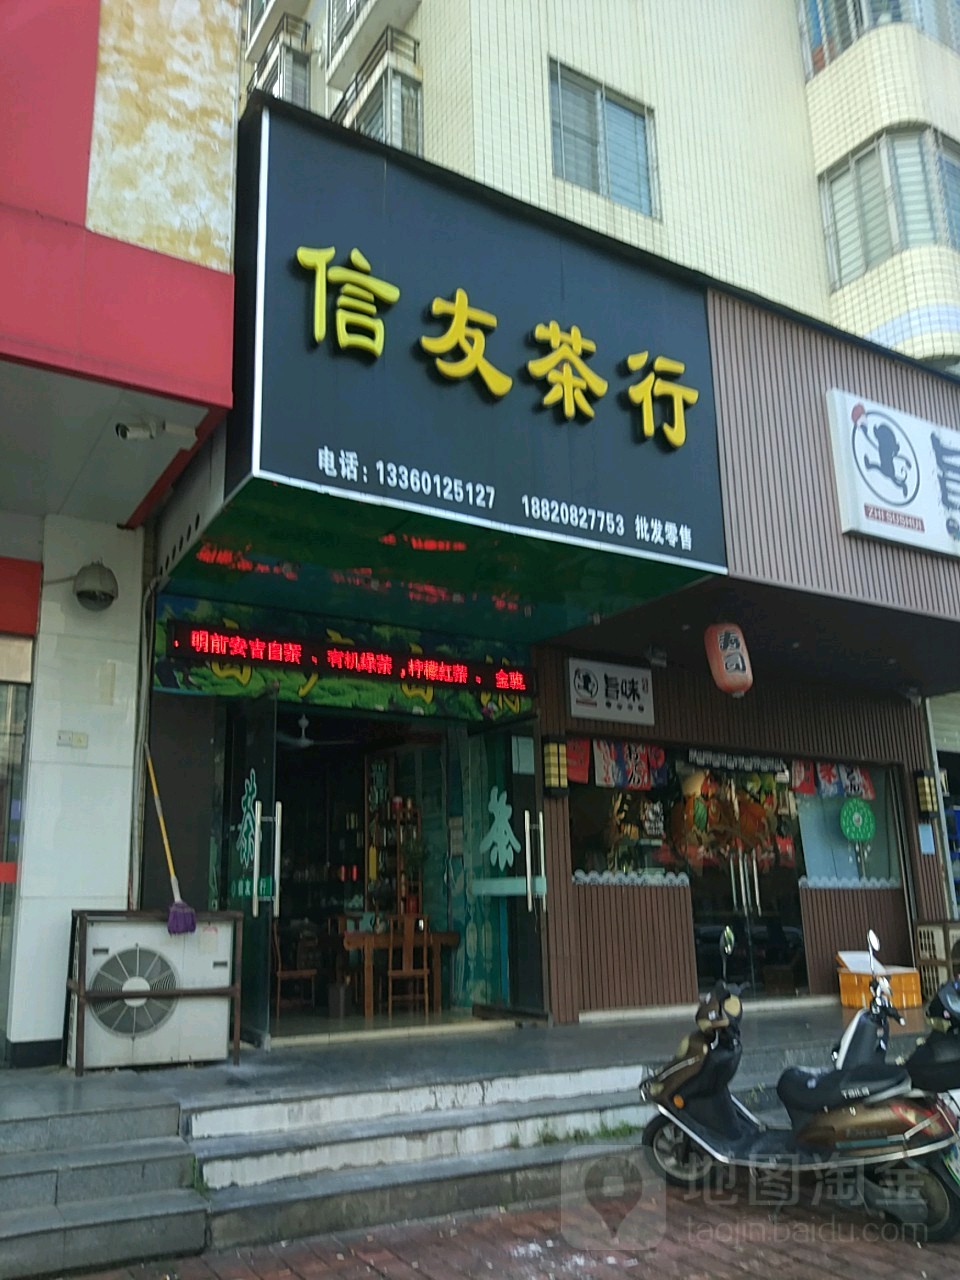 信友茶行
电话：13360125127 18820827753 批发零售
ZHI SUSHUI
、明前安吉白茶、有机绿茶，柠檬红茶、金骏
寿司
旨味
茶
茶
地图淘金
taojin.baidu.com